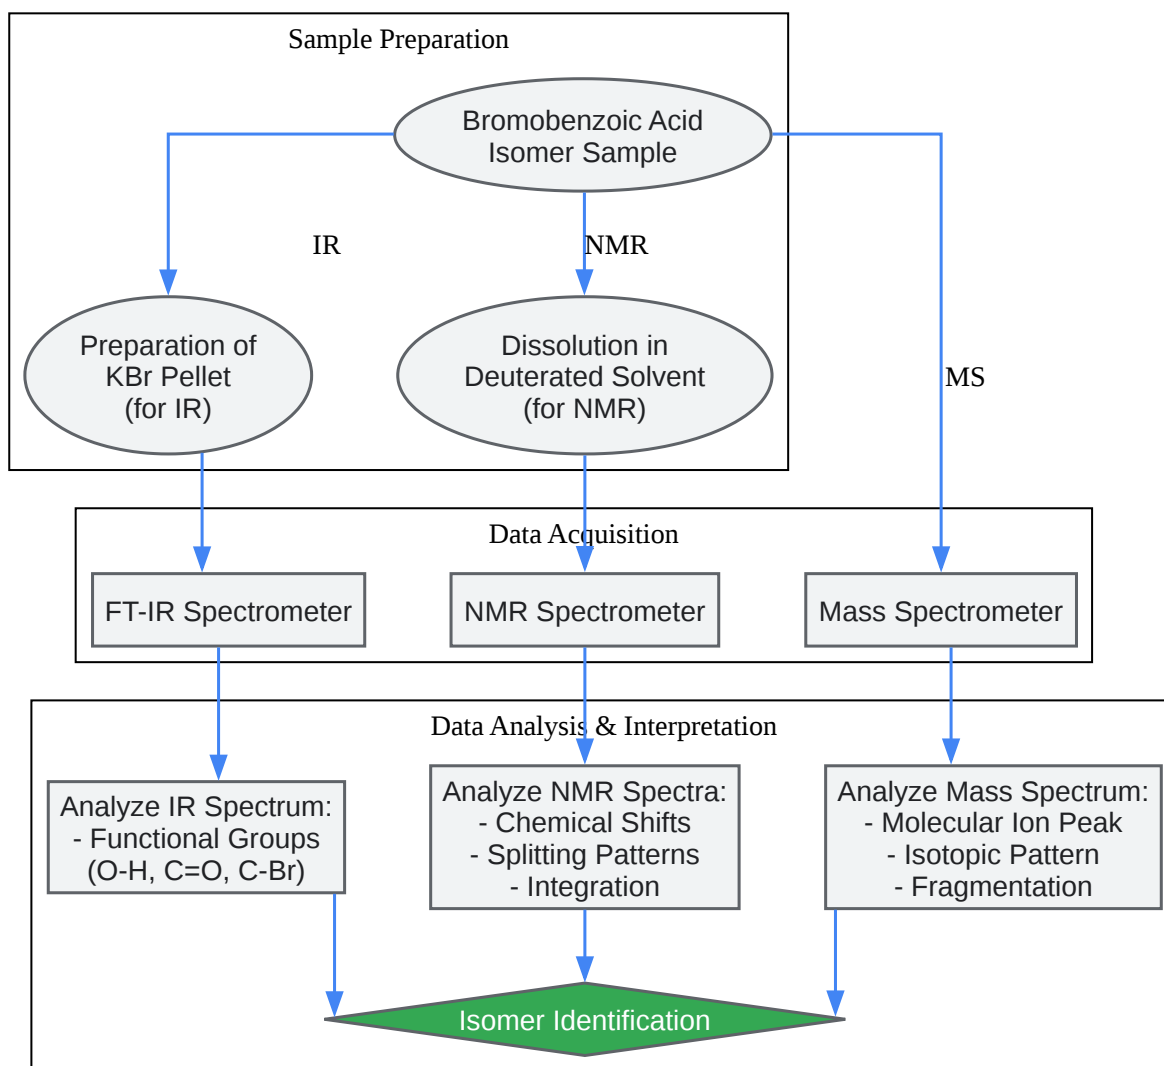 Sample Preparation
Bromobenzoic Acid
Isomer Sample
IR
NMR
Preparation of
KBr Pellet
(for IR)
Dissolution in
Deuterated Solvent
(for NMR)
MS
Data Acquisition
FT-IR Spectrometer
NMR Spectrometer
Mass Spectrometer
Data Analysis & Interpretation
Analyze IR Spectrum:
- Functional Groups
(O-H, C=O, C-Br)
Analyze NMR Spectra:
- Chemical Shifts
- Splitting Patterns
- Integration
Analyze Mass Spectrum:
- Molecular Ion Peak
- Isotopic Pattern
- Fragmentation
Isomer Identification